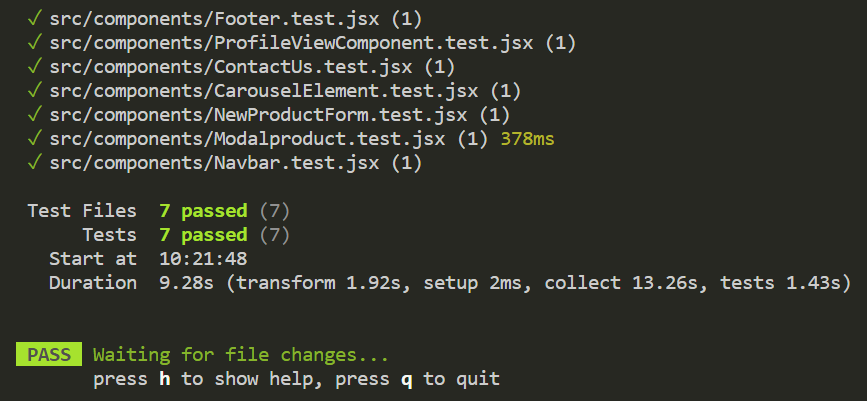 ✓ src/components/Footer.test.jsx (1)
✓ src/components/ProfileViewComponent.test.jsx (1)
✓ src/components/ContactUs.test.jsx (1)
✓ src/components/CarouselElement.test.jsx (1)
✓ src/components/NewProductForm.test.jsx (1)
✓ src/components/Modalproduct.test.jsx (1) 378ms
✓ src/components/Navbar.test.jsx (1)
Test Files 7 passed (7)
Tests 7 passed (7)
Start at 10:21:48
Duration 9.28s (transform 1.92s, setup 2ms, collect 13.26s, tests 1.43s)
PASS Waiting for file changes...
press h to show help, press q to quit